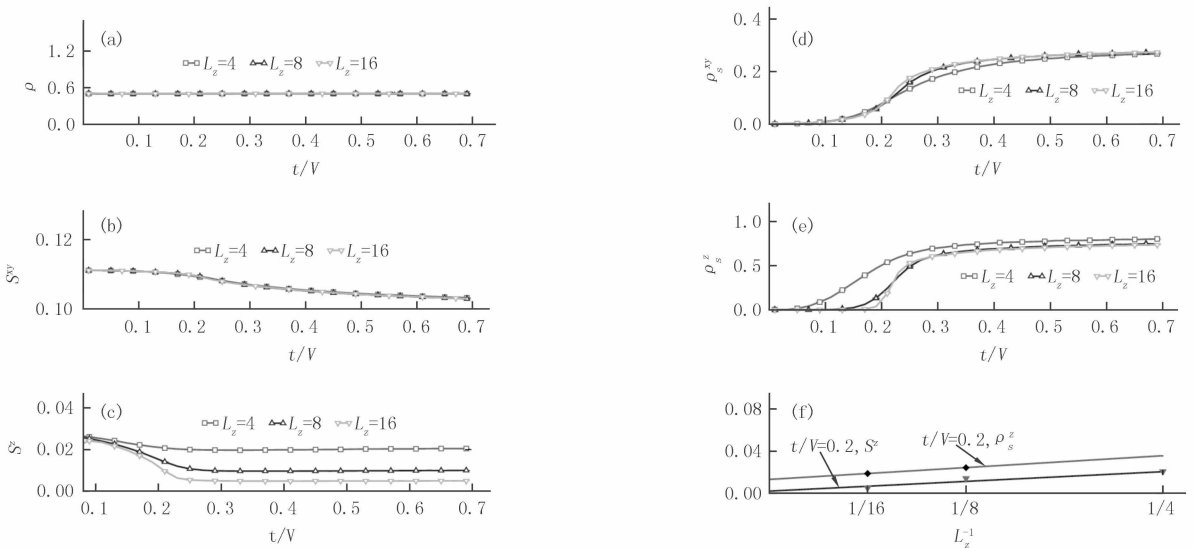 (a)
1.2
0.6
0.0
ρ
L_z=4 L_z=8 L_z=16
0.1 0.2 0.3 0.4 0.5 0.6 0.7
t/V
(b)
0.12
0.10
S^{xy}
L_z=4 L_z=8 L_z=16
0.1 0.2 0.3 0.4 0.5 0.6 0.7
t/V
(c)
0.04
0.02
0.00
S^z
L_z=4 L_z=8 L_z=16
0.1 0.2 0.3 0.4 0.5 0.6 0.7
t/V
(d)
0.4
0.2
0.0
ρ_s^{xy}
L_z=4 L_z=8 L_z=16
0.1 0.2 0.3 0.4 0.5 0.6 0.7
t/V
(e)
1.0
0.5
0.0
ρ_s^z
L_z=4 L_z=8 L_z=16
0.1 0.2 0.3 0.4 0.5 0.6 0.7
t/V
(f)
0.08
0.04
0.00
t/V=0.2, S^z
t/V=0.2, ρ_s^z
1/16 1/8 1/4
L_z^{-1}